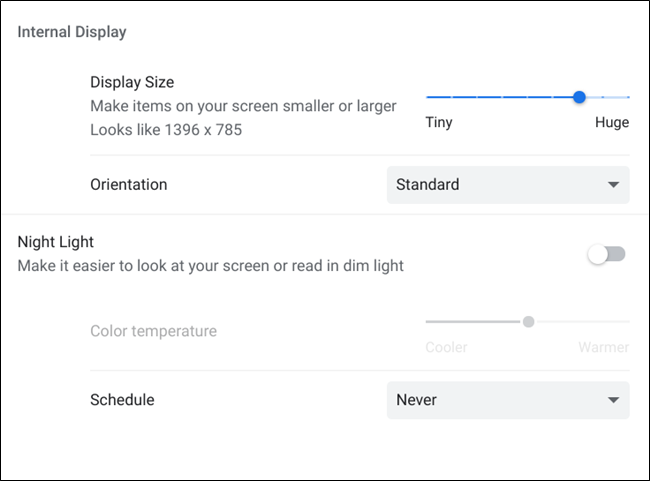 Internal Display
Display Size
Make items on your screen smaller or larger
Looks like 1396 x 785
Tiny
Huge
Orientation
Standard
Night Light
Make it easier to look at your screen or read in dim light
Color temperature
Cooler
Warmer
Schedule
Never